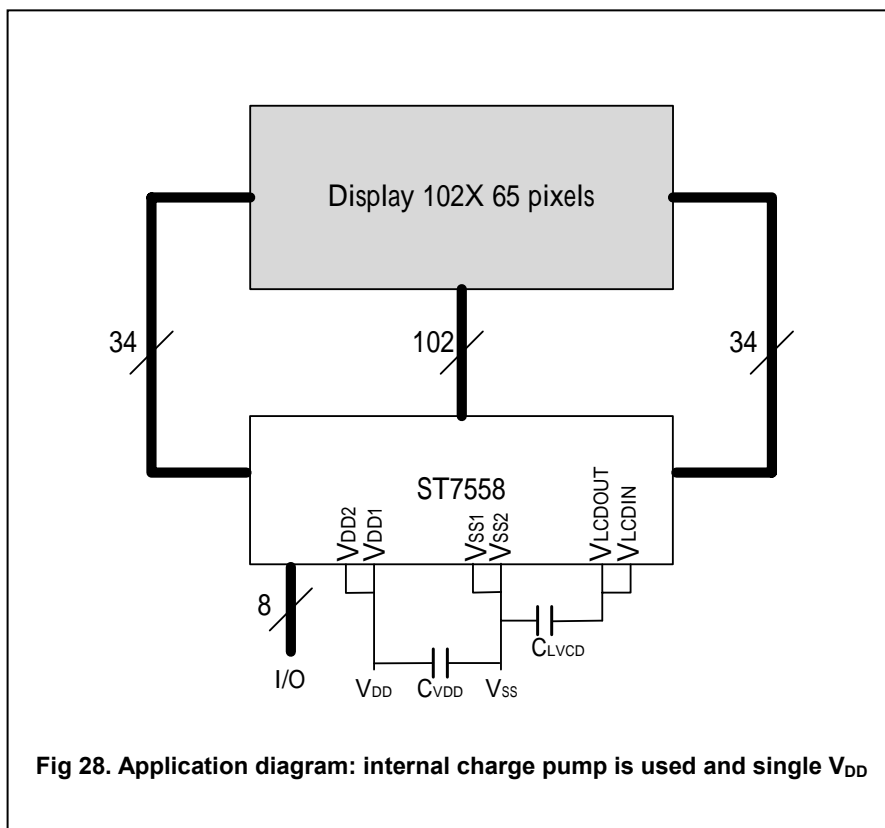 Display 102X 65 pixels
34
102
34
ST7558
VDD2
VDD1
VSS1
VSS2
VLCDOUT
VLCDIN
8
I/O
CLVCD
VDD
CVDD
VSS
Fig 28. Application diagram: internal charge pump is used and single VDD